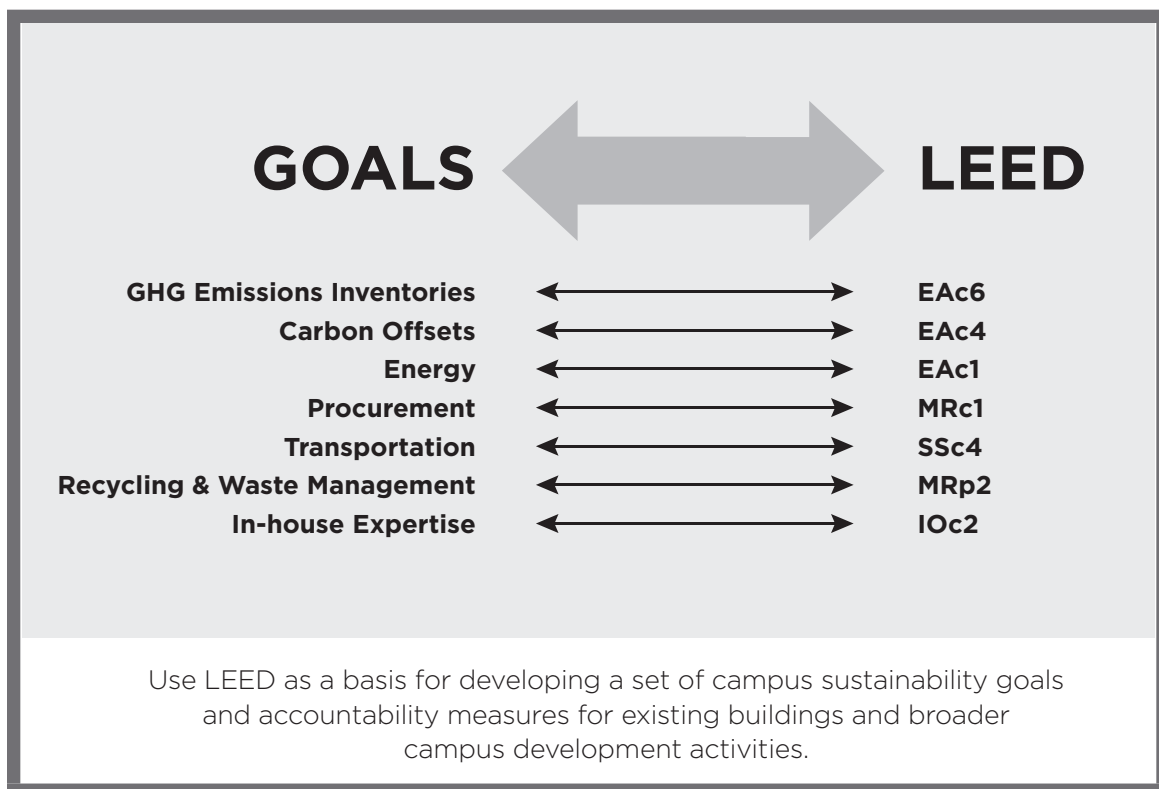 GOALS LEED
GHG Emissions Inventories EAc6
Carbon Offsets EAc4
Energy EAc1
Procurement MRc1
Transportation SSc4
Recycling & Waste Management MRp2
In-house Expertise IOc2
Use LEED as a basis for developing a set of campus sustainability goals
and accountability measures for existing buildings and broader
campus development activities.